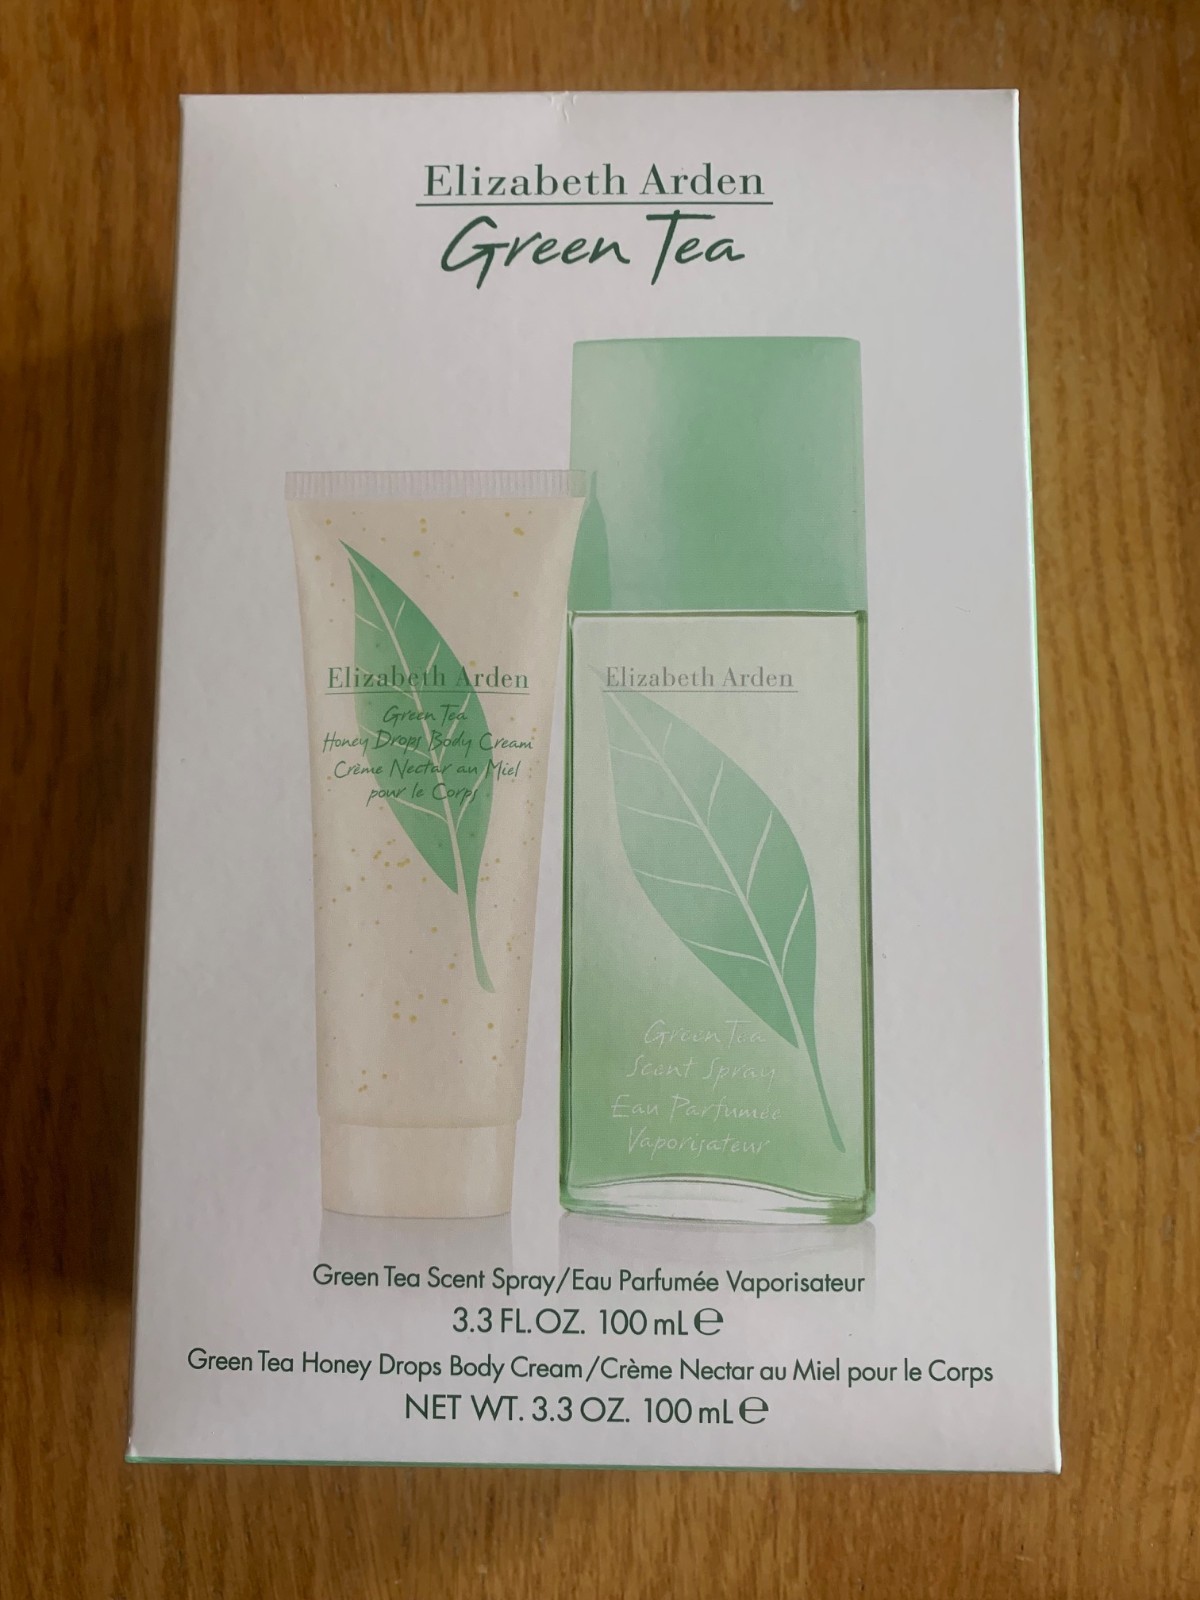 Elizabeth Arden
Green Tea
Elizabeth Arden
Green Tea
Honey Drops Body Cream
Crème Nectar au Miel
pour le Corps
Elizabeth Arden
Green Tea
Scent Spray
Eau Parfumée
Vaporisateur
Green Tea Scent Spray/Eau Parfumée Vaporisateur
3.3 FL.OZ. 100 mL ℮
Green Tea Honey Drops Body Cream/Crème Nectar au Miel pour le Corps
NET WT. 3.3 OZ. 100 mL ℮